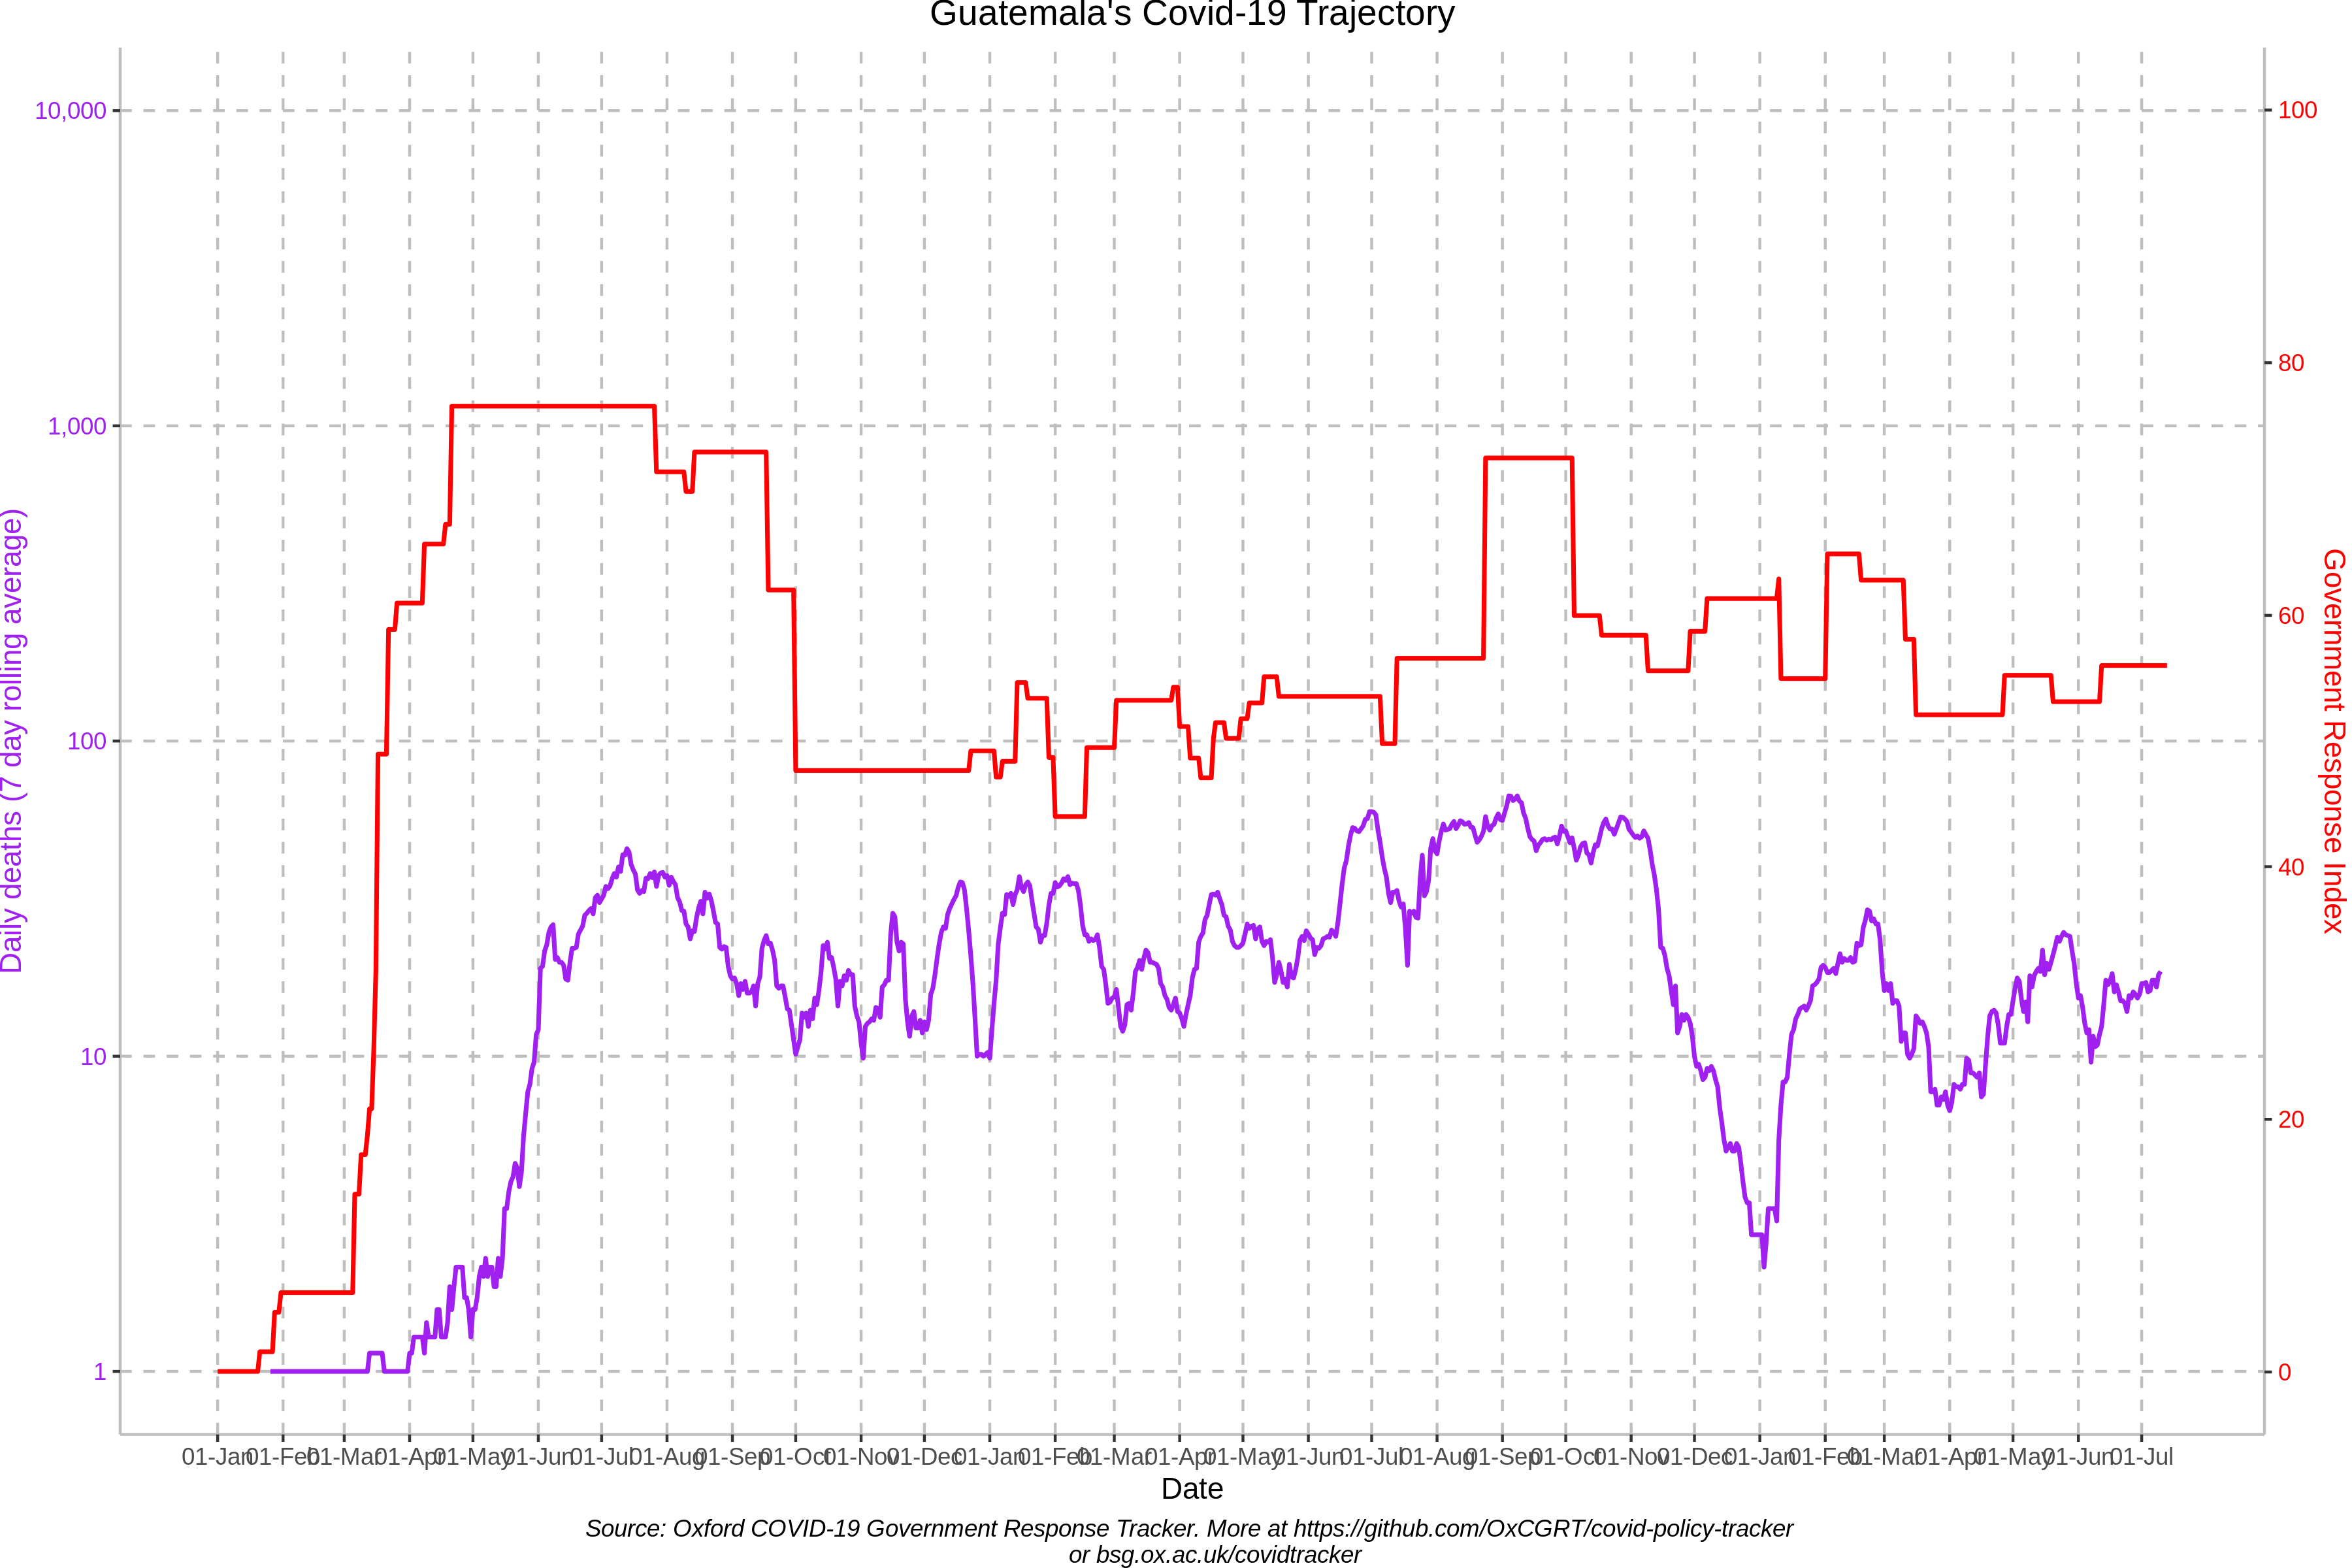 Guatemala's Covid-19 Trajectory
Daily deaths (7 day rolling average)
10,000
1,000
100
10
1
100
80
60
40
20
0
Government Response Index
01-Jan 01-Feb 01-Mar 01-Apr 01-May 01-Jun 01-Jul 01-Aug 01-Sep 01-Oct 01-Nov 01-Dec 01-Jan 01-Feb 01-Mar 01-Apr 01-May 01-Jun 01-Jul 01-Aug 01-Sep 01-Oct 01-Nov 01-Dec 01-Jan 01-Feb 01-Mar 01-Apr 01-May 01-Jun 01-Jul
Date
Source: Oxford COVID-19 Government Response Tracker. More at https://github.com/OxCGRT/covid-policy-tracker
or bsg.ox.ac.uk/covidtracker